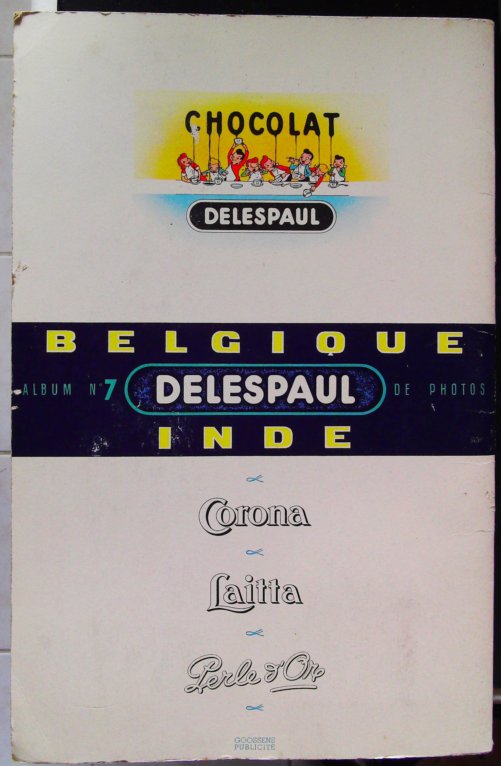 CHOCOLAT
DELESPAUL
BELGIQUE
ALBUM N°7 DELESPAUL DE PHOTOS
INDE
Corona
Laitta
Perle d'Or
GOOSSENS
PUBLICITÉ